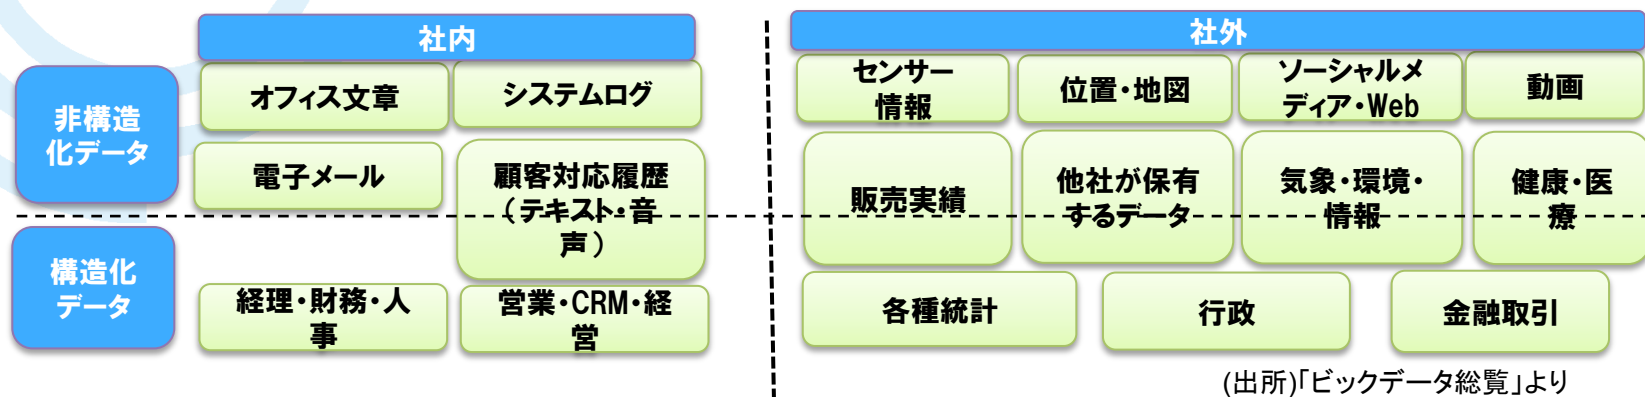 社内
社外
非構造
化データ
オフィス文章
システムログ
センサー
情報
位置・地図
ソーシャルメ
ディア・Web
動画
電子メール
顧客対応履歴
(テキスト・音
声)
販売実績
他社が保有
するデータ
気象・環境・
情報
健康・医
療
構造化
データ
経理・財務・人
事
営業・CRM・経
営
各種統計
行政
金融取引
(出所)「ビックデータ総覧」より